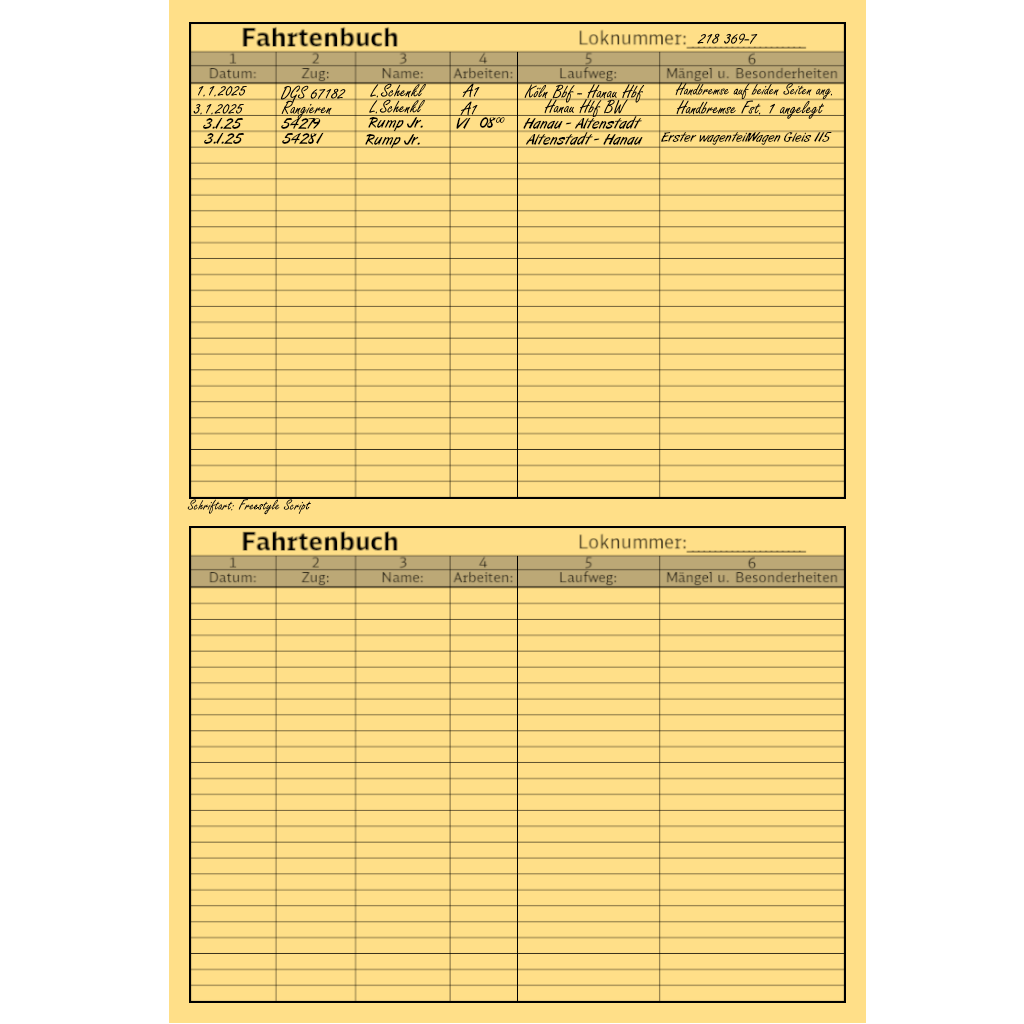 Fahrtenbuch Loknummer: 218 369-7
1 2 3 4 5 6
Datum: Zug: Name: Arbeiten: Laufweg: Mängel u. Besonderheiten
1.1.2025 DGS 67182 L.Schenkl A1 Köln Bbf - Hanau Hbf Handbremse auf beiden Seiten ang.
3.1.2025 Rangieren L.Schenkl A1 Hanau Hbf BW Handbremse Fst. 1 angelegt
3.1.25 54279 Rump Jr. V1 08⁰⁰ Hanau - Altenstadt
3.1.25 54281 Rump Jr. Altenstadt - Hanau Erster Wagen Gleis 115
Schriftart: Freestyle Script
Fahrtenbuch Loknummer:
1 2 3 4 5 6
Datum: Zug: Name: Arbeiten: Laufweg: Mängel u. Besonderheiten